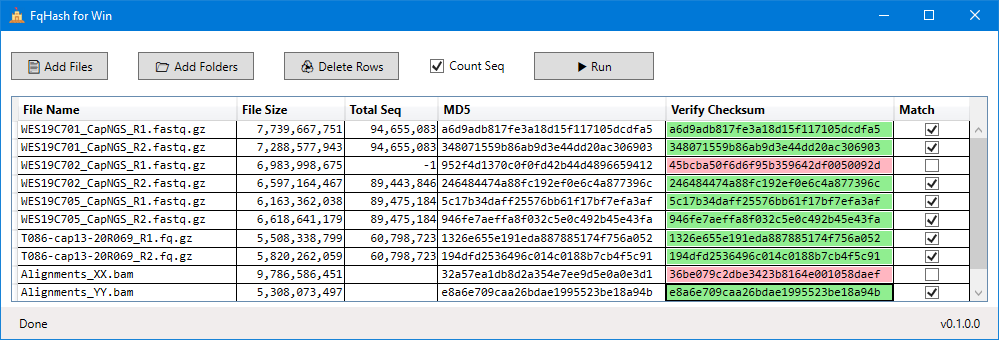 FqHash for Win
Add Files Add Folders Delete Rows Count Seq Run
File Name File Size Total Seq MD5 Verify Checksum Match
WES19C701_CapNGS_R1.fastq.gz 7,739,667,751 94,655,083 a6d9adb817fe3a18d15f117105dcdfa5 a6d9adb817fe3a18d15f117105dcdfa5
WES19C701_CapNGS_R2.fastq.gz 7,288,577,943 94,655,083 348071559b86ab9d3e44dd20ac306903 348071559b86ab9d3e44dd20ac306903
WES19C702_CapNGS_R1.fastq.gz 6,983,998,675 -1 952f4d1370c0f0fd42b44d4896659412 45bcba50f6d6f95b359642df0050092d
WES19C702_CapNGS_R2.fastq.gz 6,597,164,467 89,443,846 246484474a88fc192ef0e6c4a877396c 246484474a88fc192ef0e6c4a877396c
WES19C705_CapNGS_R1.fastq.gz 6,163,362,038 89,475,184 5c17b34daff25576bb61f17bf7efa3af 5c17b34daff25576bb61f17bf7efa3af
WES19C705_CapNGS_R2.fastq.gz 6,618,641,179 89,475,184 946fe7aeffa8f032c5e0c492b45e43fa 946fe7aeffa8f032c5e0c492b45e43fa
T086-cap13-20R069_R1.fq.gz 5,508,338,799 60,798,723 1326e655e191eda887885174f756a052 1326e655e191eda887885174f756a052
T086-cap13-20R069_R2.fq.gz 5,820,262,059 60,798,723 194dfd2536496c014c0188b7cb4f5c91 194dfd2536496c014c0188b7cb4f5c91
Alignments_XX.bam 9,786,586,451 32a57ea1db8d2a354e7ee9d5e0a0e3d1 36be079c2dbe3423b8164e001058daef
Alignments_YY.bam 5,308,073,497 e8a6e709caa26bdae1995523be18a94b e8a6e709caa26bdae1995523be18a94b
Done v0.1.0.0